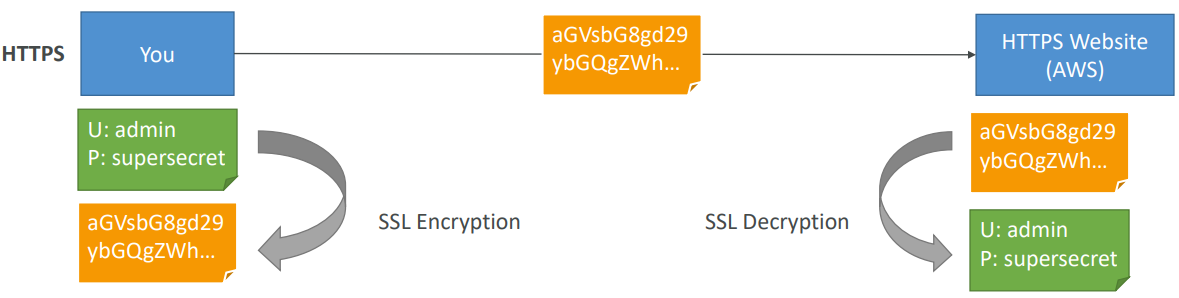 HTTPS
You
aGVsbG8gd29
ybGQgZWh...
HTTPS Website
(AWS)
U: admin
P: supersecret
aGVsbG8gd29
ybGQgZWh...
SSL Encryption
SSL Decryption
aGVsbG8gd29
ybGQgZWh...
U: admin
P: supersecret